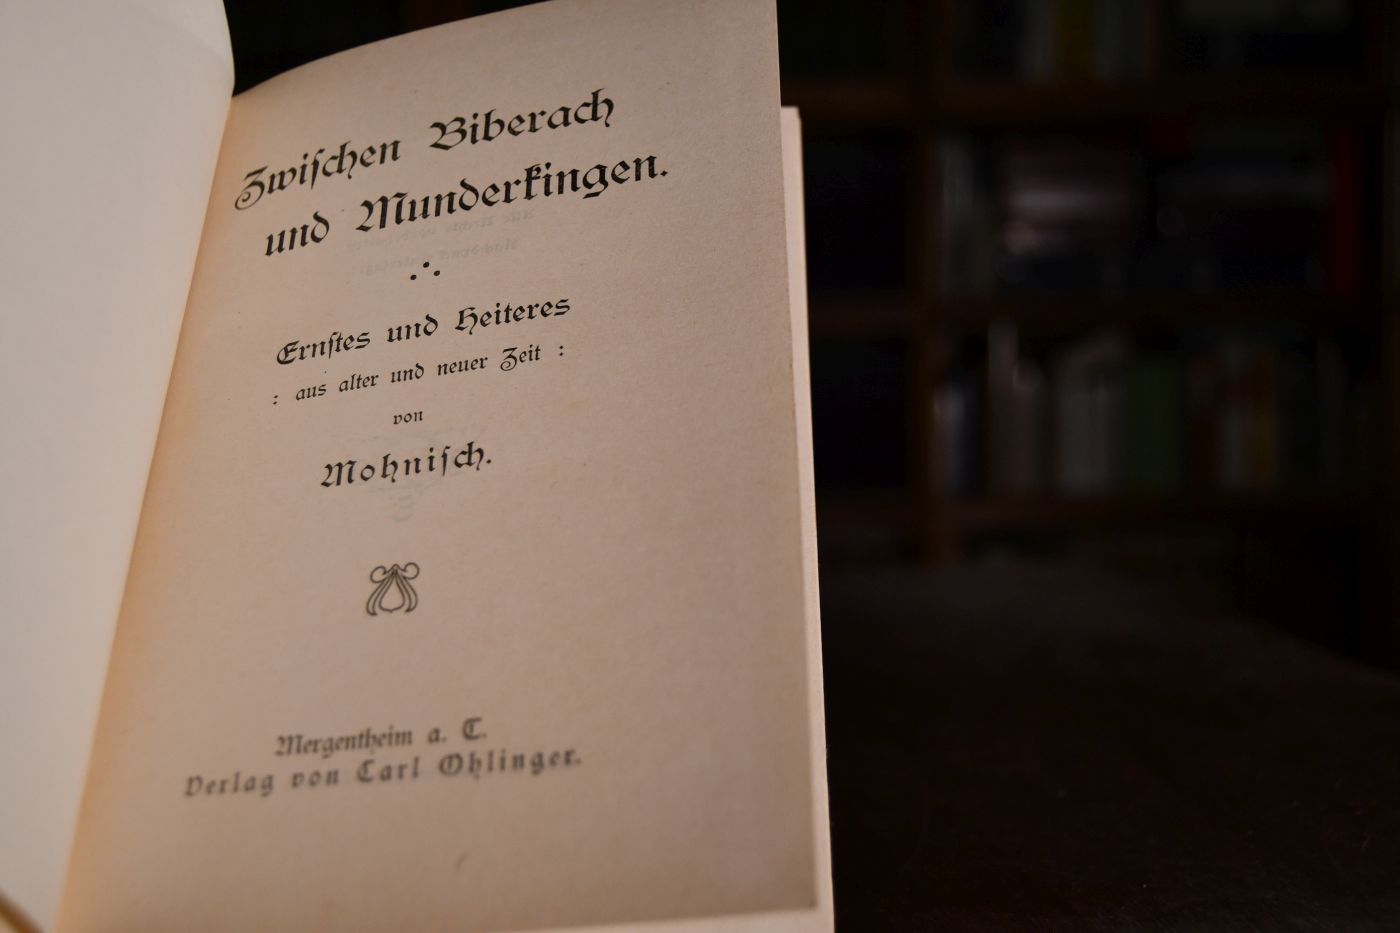 Zwiſchen Biberach
und Munderkingen.
Ernſtes und Heiteres
: aus alter und neuer Zeit :
von
Mohniſch.
Mergentheim a. T.
Verlag von Carl Ohlinger.